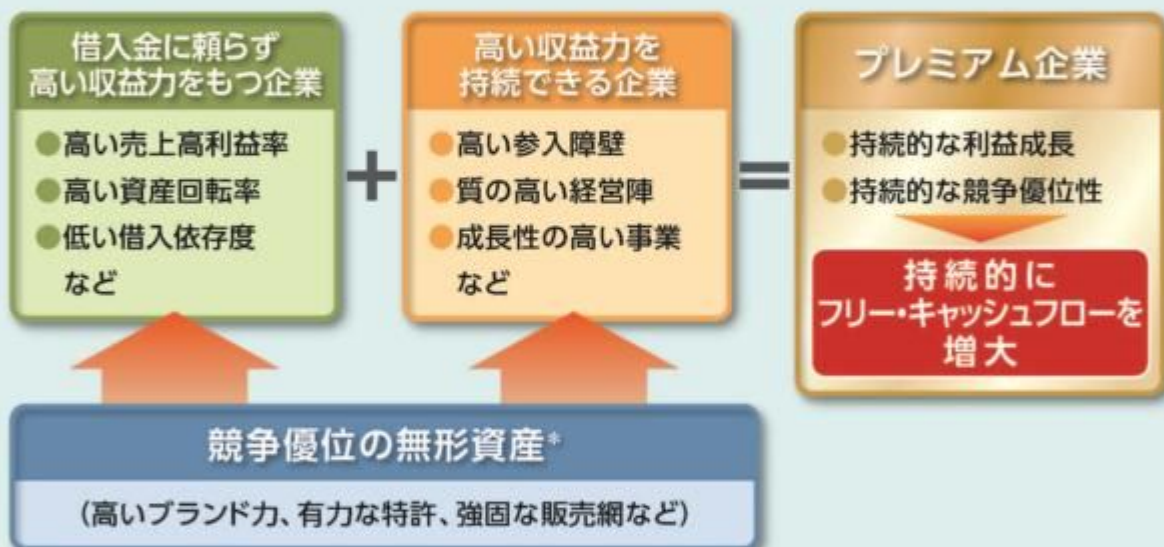 借入金に頼らず
高い収益力をもつ企業
●高い売上高利益率
●高い資産回転率
●低い借入依存度
など
+
高い収益力を
持続できる企業
●高い参入障壁
●質の高い経営陣
●成長性の高い事業
など
=
プレミアム企業
●持続的な利益成長
●持続的な競争優位性
持続的に
フリー・キャッシュフローを
増大
競争優位の無形資産*
(高いブランド力、有力な特許、強固な販売網など)